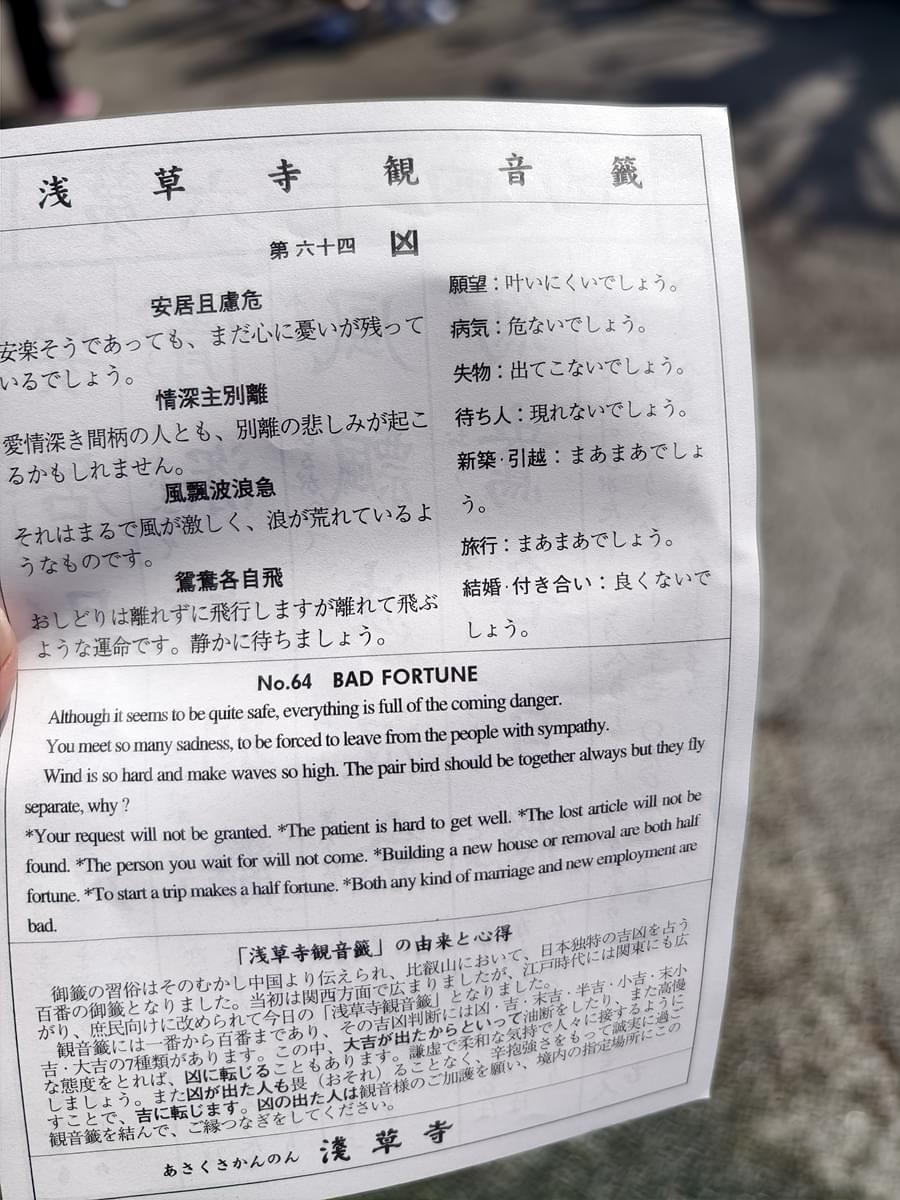 浅草寺観音籤
第六十四 凶
安居且慮危
安楽そうであっても、まだ心に憂いが残って
いるでしょう。
情深主別離
愛情深き間柄の人とも、別離の悲しみが起こ
るかもしれません。
風飄波浪急
それはまるで風が激しく、浪が荒れているよ
うなものです。
鴛鴦各自飛
おしどりは離れずに飛行しますが離れて飛ぶ
ような運命です。静かに待ちましょう。
願望：叶いにくいでしょう。
病気：危ないでしょう。
失物：出てこないでしょう。
待ち人：現れないでしょう。
新築・引越：まあまあでしょ
う。
旅行：まあまあでしょう。
結婚・付き合い：良くないで
しょう。
No.64 BAD FORTUNE
Although it seems to be quite safe, everything is full of the coming danger.
You meet so many sadness, to be forced to leave from the people with sympathy.
Wind is so hard and make waves so high. The pair bird should be together always but they fly
separate, why ?
*Your request will not be granted. *The patient is hard to get well. *The lost article will not be
found. *The person you wait for will not come. *Building a new house or removal are both half
fortune. *To start a trip makes a half fortune. *Both any kind of marriage and new employment are
bad.
「浅草寺観音籤」の由来と心得
御籤の習俗はそのむかし中国より伝えられ、比叡山において、日本独特の吉凶を占う
百番の御籤となりました。当初は関西方面で広まりましたが、江戸時代には関東にも広
がり、庶民向けに改められて今日の「浅草寺観音籤」となりました。
観音籤には一番から百番まであり、その吉凶判断には凶・吉・末吉・半吉・小吉・末小
吉・大吉の7種類があります。この中、大吉が出たからといって油断をしたり、また高慢
な態度をとれば、凶に転じることもあります。謙虚で柔和な気持で人々に接するように
しましょう。また凶が出た人も畏（おそれ）ることなく、辛抱強さをもって誠実に過ご
すことで、吉に転じます。凶の出た人は観音様のご加護を願い、境内の指定場所にこの
観音籤を結んで、ご縁つなぎをしてください。
あさくさかんのん 淺草寺